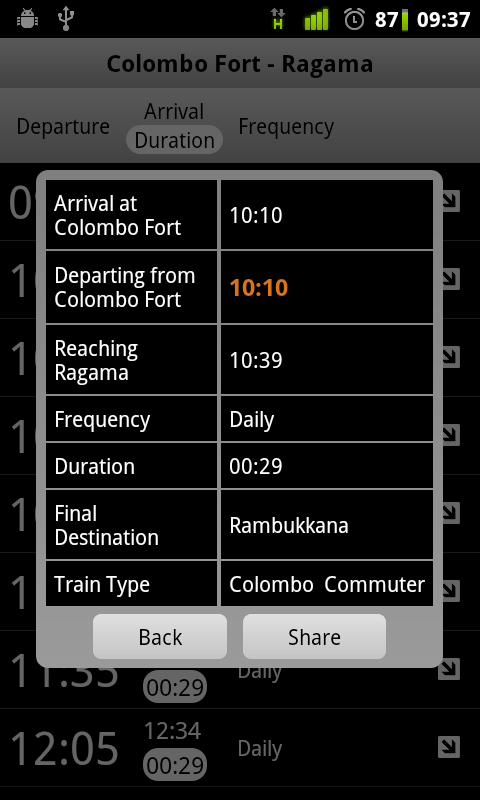 H 87 09:37
Colombo Fort - Ragama
Arrival
Departure Duration Frequency
Arrival at
Colombo Fort
10:10
Departing from
Colombo Fort
10:10
Reaching
Ragama
10:39
Frequency Daily
Duration 00:29
Final
Destination
Rambukkana
Train Type Colombo Commuter
Back Share
11:35 00:29 Daily
12:05 12:34 Daily
00:29